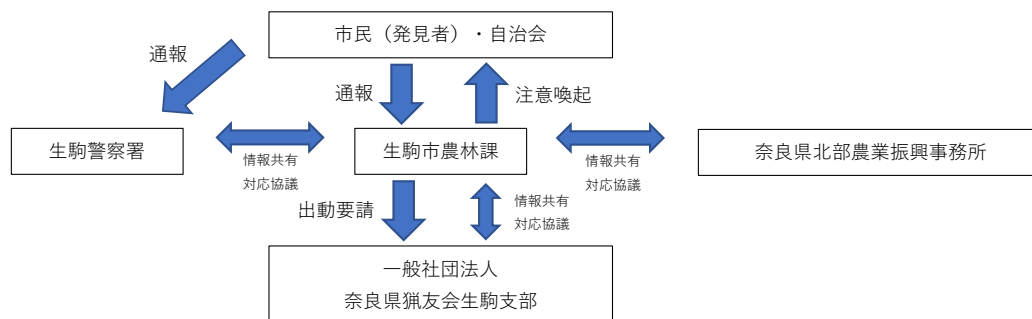 市民（発見者）・自治会
通報
通報
注意喚起
生駒警察署
情報共有
対応協議
生駒市農林課
情報共有
対応協議
奈良県北部農業振興事務所
出動要請
情報共有
対応協議
一般社団法人
奈良県猟友会生駒支部